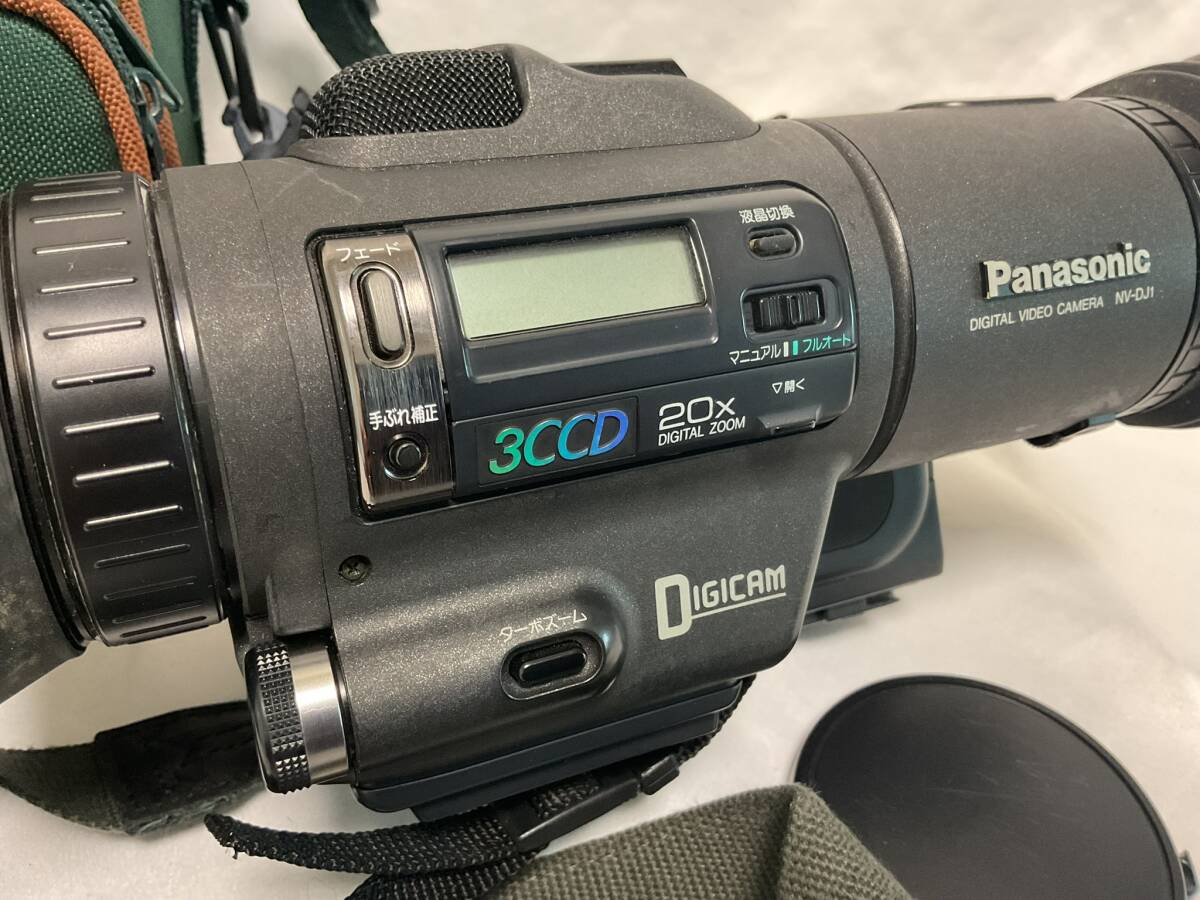 フェード
液晶切換
Panasonic
DIGITAL VIDEO CAMERA NV-DJ1
マニュアル フルオート
手ぶれ補正
3CCD
20x
DIGITAL ZOOM
▽開く
DIGICAM
ターボズーム